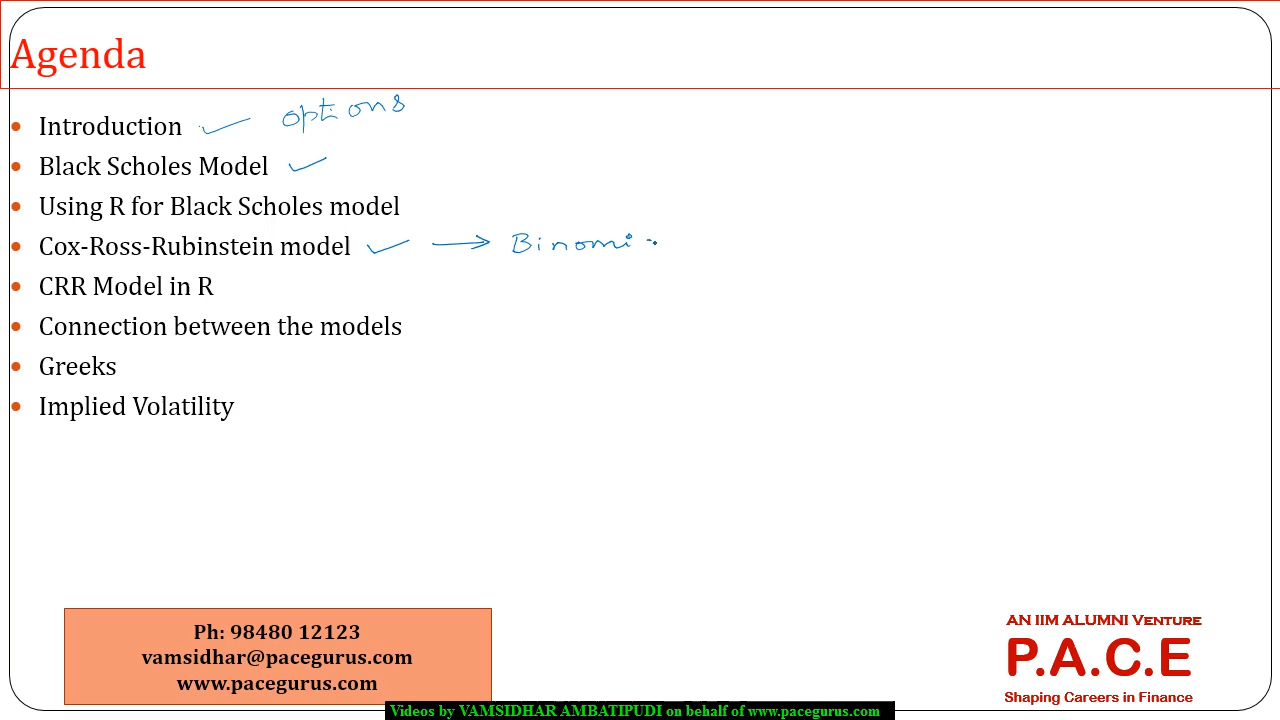 Agenda
• Introduction ✓ options
• Black Scholes Model ✓
• Using R for Black Scholes model
• Cox-Ross-Rubinstein model ✓ → Binomi
• CRR Model in R
• Connection between the models
• Greeks
• Implied Volatility
Ph: 98480 12123
vamsidhar@pacegurus.com
www.pacegurus.com
AN IIM ALUMNI VENTURE
P.A.C.E
Shaping Careers in Finance
Videos by VAMSIDHAR AMBATIPUDI on behalf of www.pacegurus.com